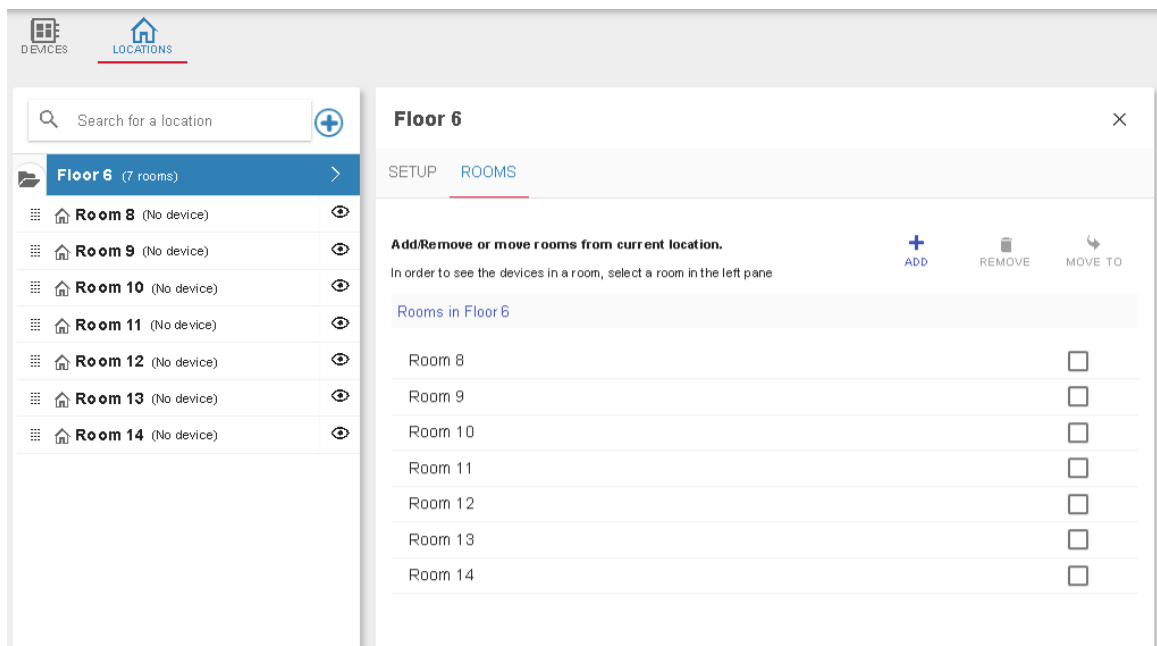 DEVICES
LOCATIONS
Search for a location
Floor 6 (7 rooms)
Room 8 (No device)
Room 9 (No device)
Room 10 (No device)
Room 11 (No device)
Room 12 (No device)
Room 13 (No device)
Room 14 (No device)
Floor 6
SETUP ROOMS
Add/Remove or move rooms from current location.
In order to see the devices in a room, select a room in the left pane
ADD REMOVE MOVE TO
Rooms in Floor 6
Room 8
Room 9
Room 10
Room 11
Room 12
Room 13
Room 14